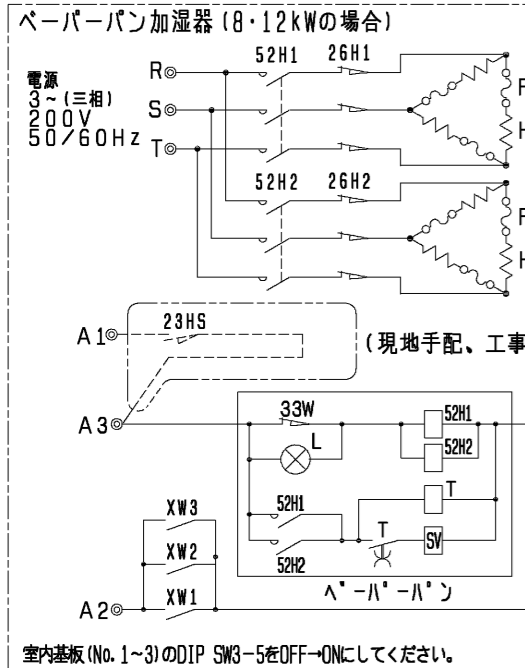 ペーパーパン加湿器(8・12kWの場合)
電源
3~(三相)
200V
50/60Hz
R
S
T
52H1 26H1
F
H
52H2 26H2
F
H
A1
23HS
(現地手配、工事
A3
33W
L
52H1
52H2
T
52H1
T
SV
52H2
ペーパーパン
XW3
XW2
XW1
A2
室内基板(No.1~3)のDIP SW3-5をOFF→ONにしてください。